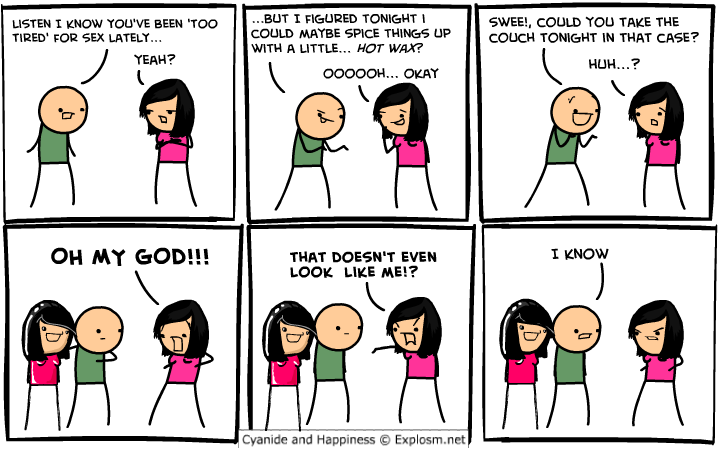 LISTEN I KNOW YOU'VE BEEN 'TOO
TIRED' FOR SEX LATELY...
YEAH?
...BUT I FIGURED TONIGHT I
COULD MAYBE SPICE THINGS UP
WITH A LITTLE... HOT WAX?
OOOOOH... OKAY
SWEE!, COULD YOU TAKE THE
COUCH TONIGHT IN THAT CASE?
HUH...?
OH MY GOD!!!
THAT DOESN'T EVEN
LOOK LIKE ME!?
I KNOW
Cyanide and Happiness © Explosm.net